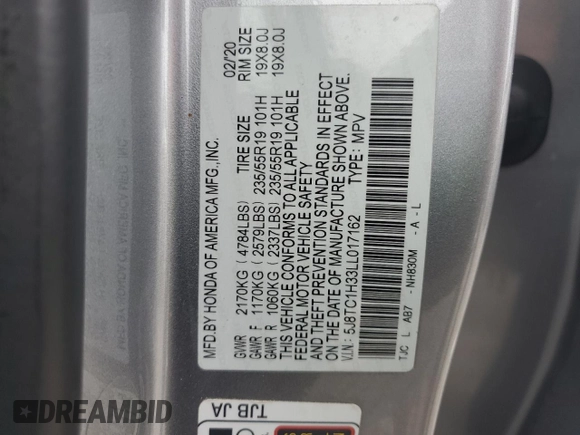 MFD.BY HONDA OF AMERICA MFG.,INC. 02/'20
GVWR 2170KG (4784LBS) TIRE SIZE RIM SIZE
GAWR F 1170KG (2579LBS) 235/55R19 101H 19X8.0J
GAWR R 1060KG (2337LBS) 235/55R19 101H 19X8.0J
THIS VEHICLE CONFORMS TO ALL APPLICABLE
FEDERAL MOTOR VEHICLE SAFETY
AND THEFT PREVENTION STANDARDS IN EFFECT
ON THE DATE OF MANUFACTURE SHOWN ABOVE.
V.I.N.: 5J8TC1H33LL017162 TYPE: MPV
TJC L AB7 - NH830M - A - L
TJB JA
DREAMBID